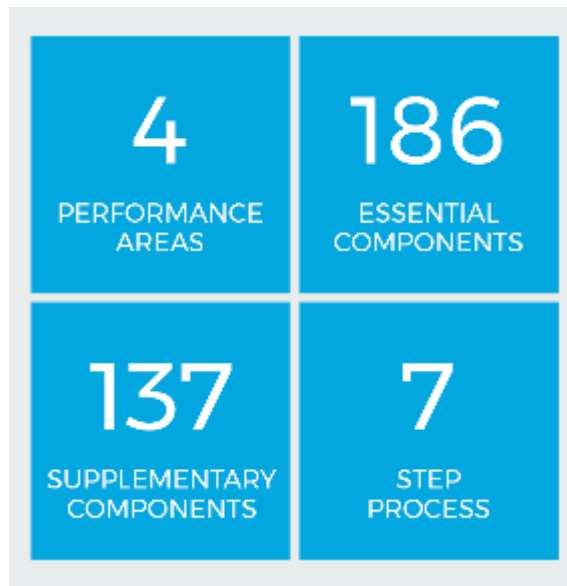 4
PERFORMANCE
AREAS
186
ESSENTIAL
COMPONENTS
137
SUPPLEMENTARY
COMPONENTS
7
STEP
PROCESS